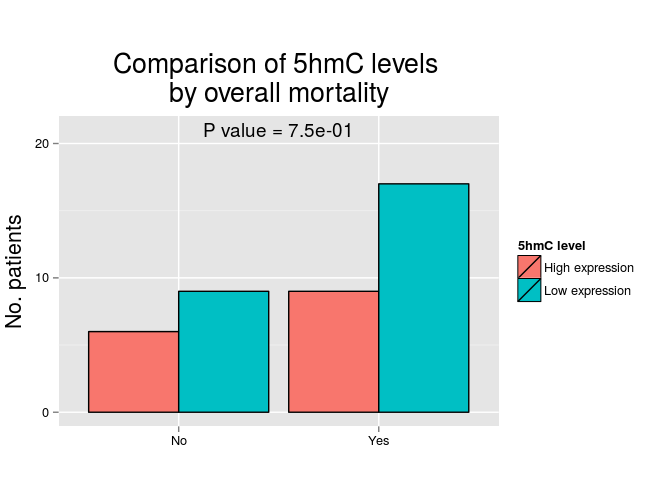 Comparison of 5hmC levels
by overall mortality
P value = 7.5e-01
No. patients
20
10
0
No
Yes
5hmC level
High expression
Low expression